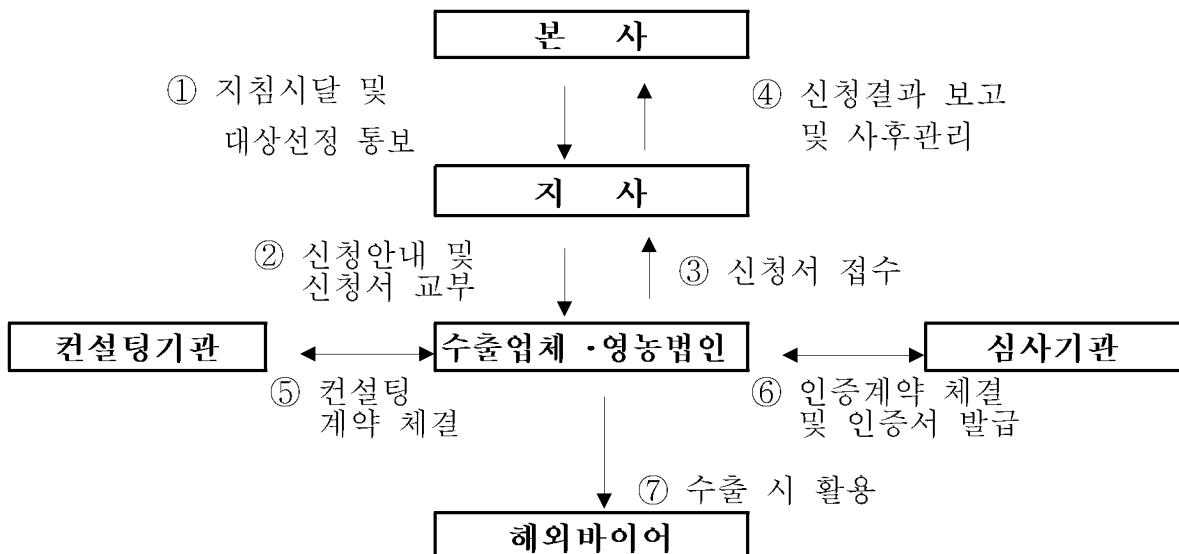 본 사
① 지침시달 및
대상선정 통보
④ 신청결과 보고
및 사후관리
지 사
② 신청안내 및
신청서 교부
③ 신청서 접수
컨설팅기관
수출업체 ·영농법인
심사기관
⑤ 컨설팅
계약 체결
⑥ 인증계약 체결
및 인증서 발급
⑦ 수출 시 활용
해외바이어